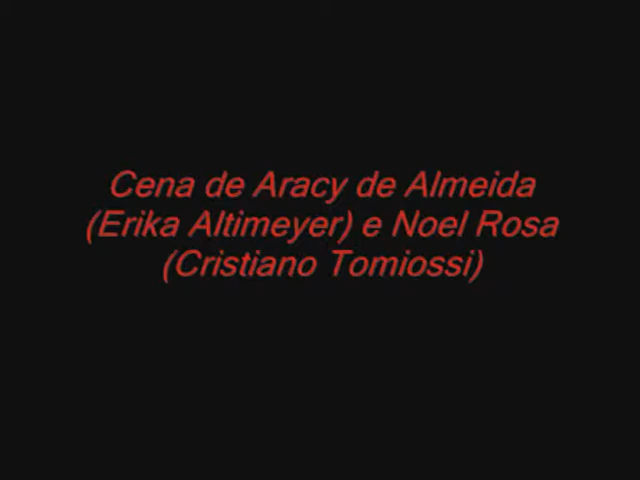 Cena de Aracy de Almeida
(Erika Altimeyer) e Noel Rosa
(Cristiano Tomiossi)